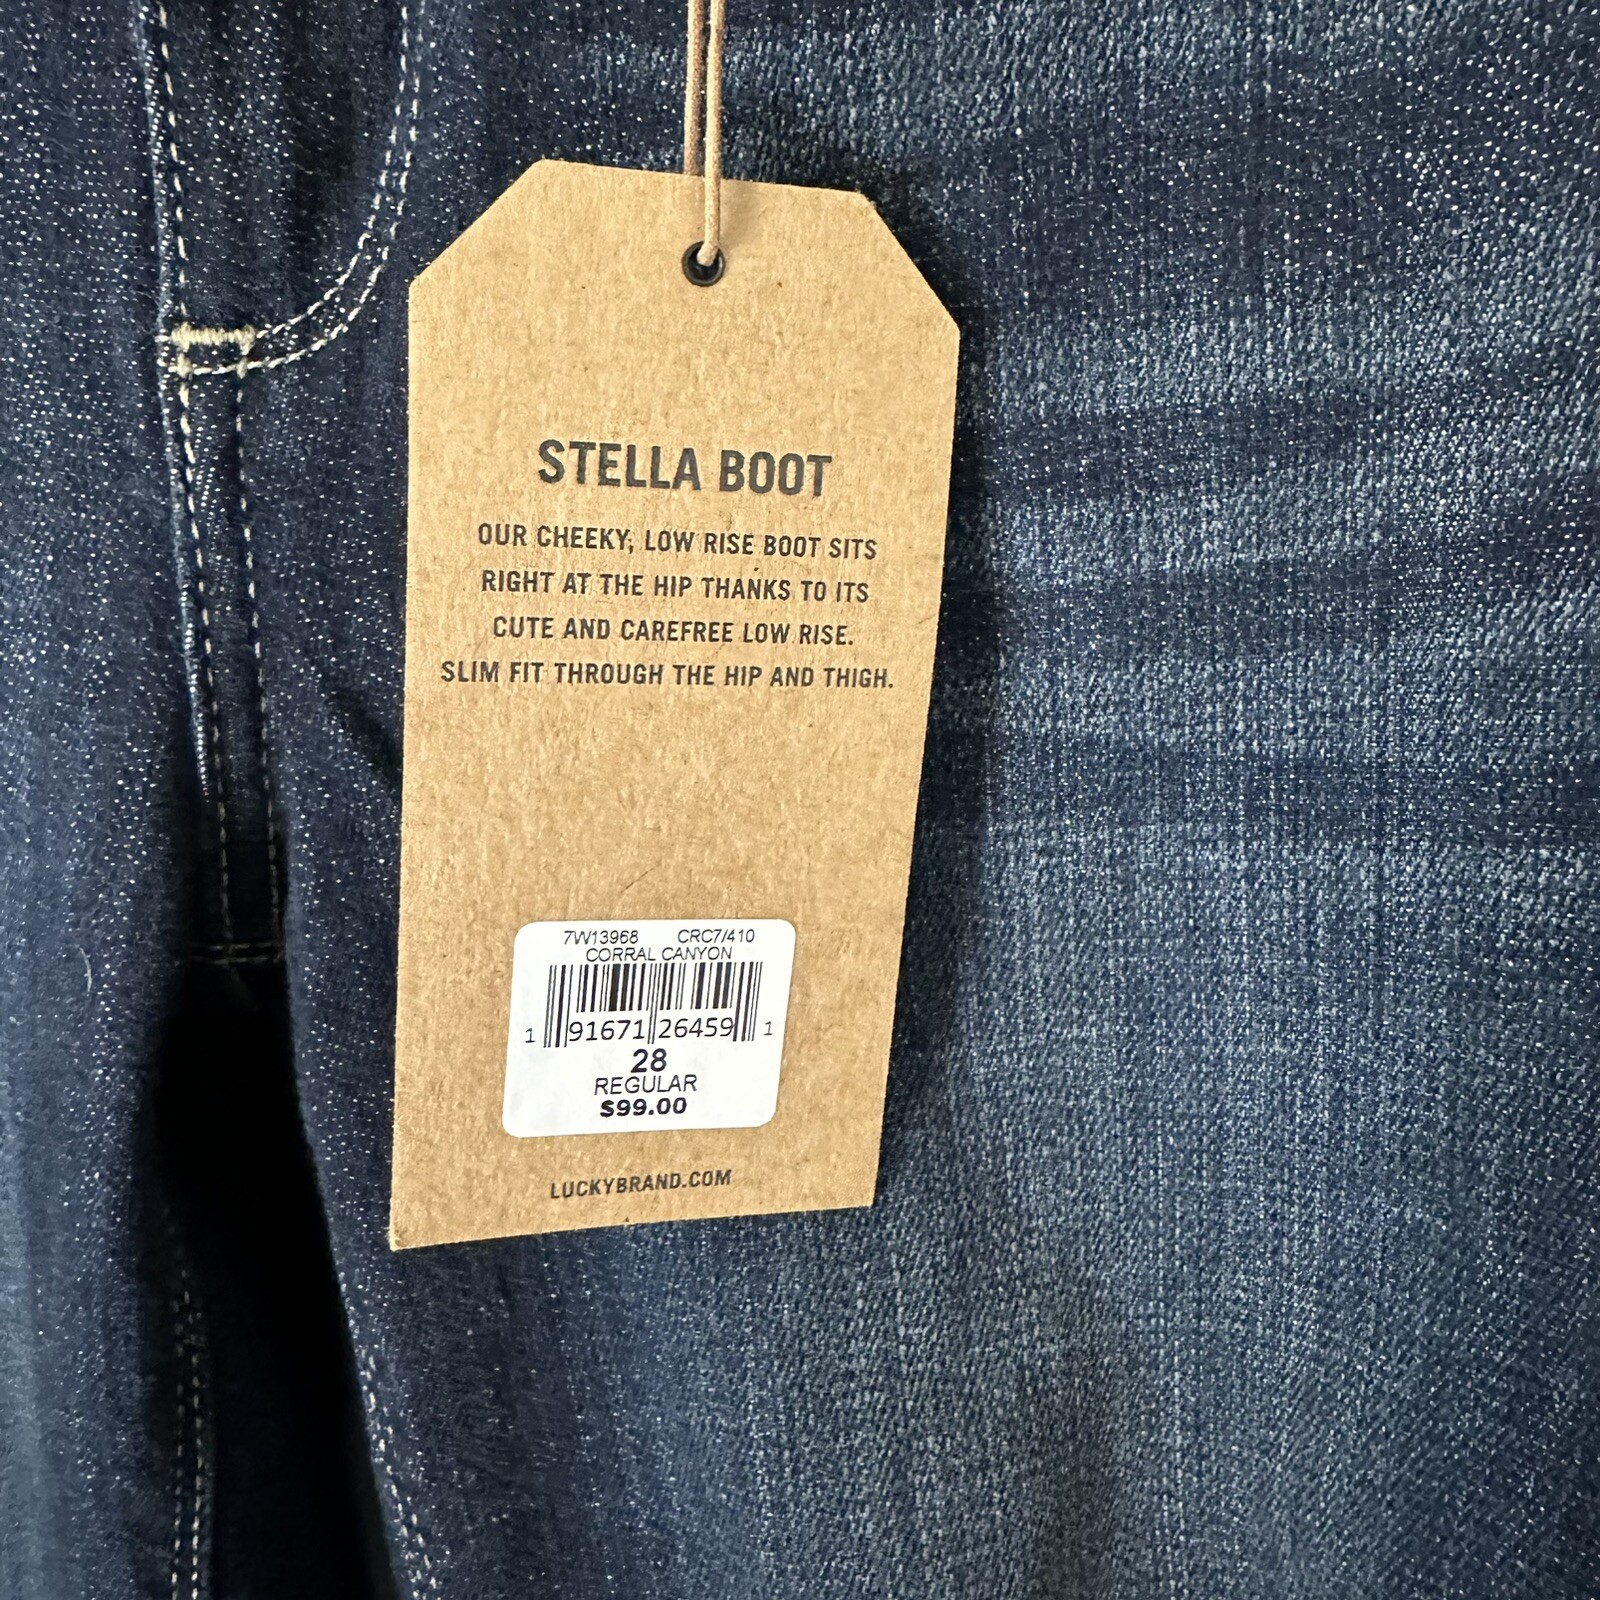 STELLA BOOT
OUR CHEEKY, LOW RISE BOOT SITS
RIGHT AT THE HIP THANKS TO ITS
CUTE AND CAREFREE LOW RISE.
SLIM FIT THROUGH THE HIP AND THIGH.
7W13968 CRC7/410
CORRAL CANYON
1 91671 26459 1
28
REGULAR
$99.00
LUCKYBRAND.COM